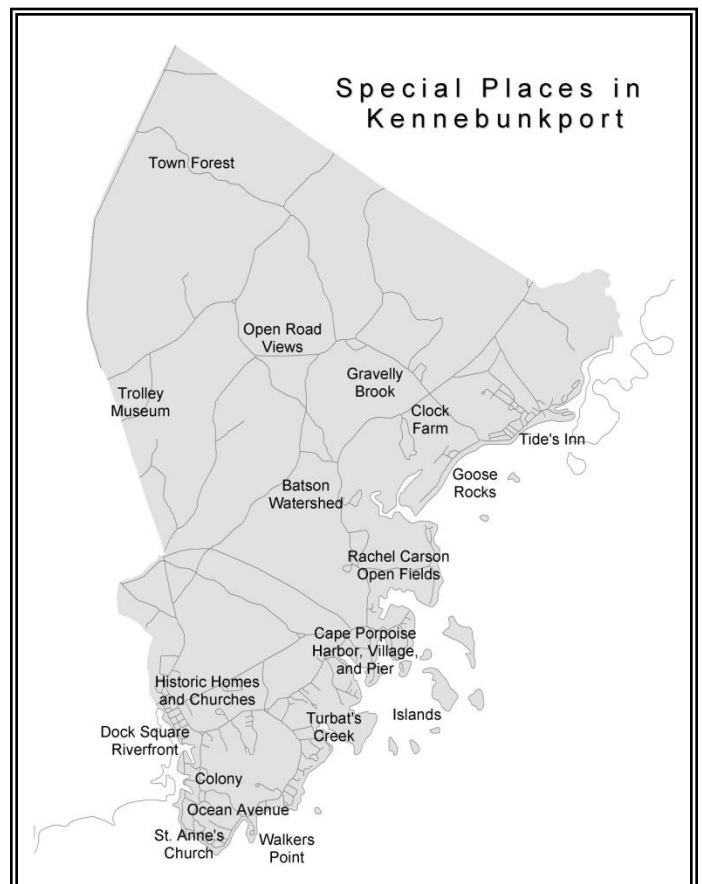 Special Places in
Kennebunkport
Town Forest
Open Road
Views
Gravelly
Brook
Trolley
Museum
Clock
Farm
Tide's Inn
Goose
Rocks
Batson
Watershed
Rachel Carson
Open Fields
Cape Porpoise
Harbor, Village,
and Pier
Historic Homes
and Churches
Islands
Turbat's
Creek
Dock Square
Riverfront
Colony
Ocean Avenue
St. Anne's
Church
Walkers
Point